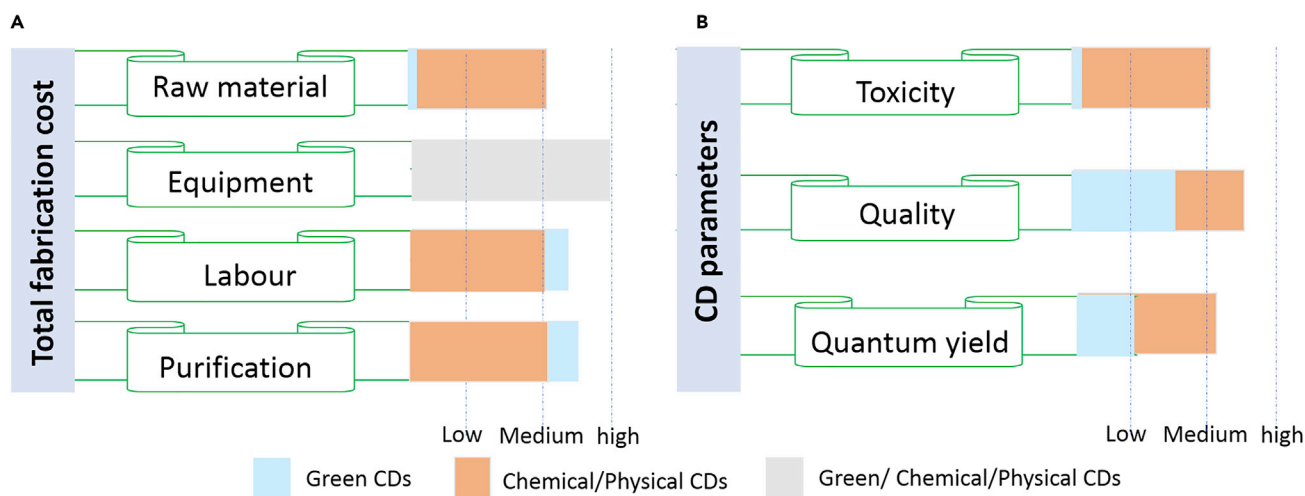 A
Total fabrication cost
Raw material
Equipment
Labour
Purification
Low Medium high
B
CD parameters
Toxicity
Quality
Quantum yield
Low Medium high
Green CDs
Chemical/Physical CDs
Green/ Chemical/Physical CDs